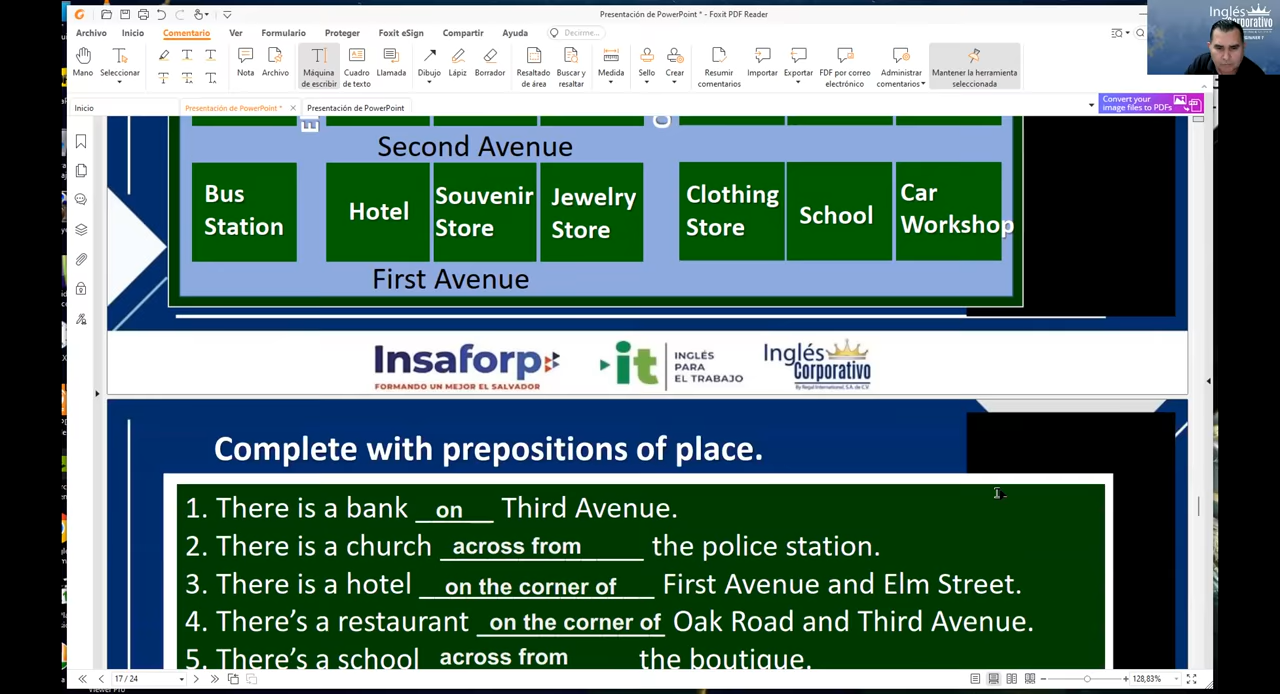 Presentación de PowerPoint * - Foxit PDF Reader
Archivo Inicio Comentario Ver Formulario Proteger Foxit eSign Compartir Ayuda Decirme...
Mano Seleccionar Nota Archivo Máquina de escribir Cuadro de texto Llamada Dibujo Lápiz Borrador Resaltado de área Buscar y resaltar Medida Sello Crear Resumir comentarios Importar Exportar FDF por correo electrónico Administrar comentarios Mantener la herramienta seleccionada
Inicio Presentación de PowerPoint * Presentación de PowerPoint
Convert your image files to PDFs
Inglés
Corporativo
Second Avenue
Bus Station
Hotel
Souvenir Store
Jewelry Store
Clothing Store
School
Car Workshop
First Avenue
Insaforp
FORMANDO UN MEJOR EL SALVADOR
it INGLÉS PARA EL TRABAJO
Inglés Corporativo
By Regal International, S.A. de C.V.
Complete with prepositions of place.
1. There is a bank on Third Avenue.
2. There is a church across from the police station.
3. There is a hotel on the corner of First Avenue and Elm Street.
4. There's a restaurant on the corner of Oak Road and Third Avenue.
5. There's a school across from the boutique.
17 / 24
128,83%
Viewer Pro